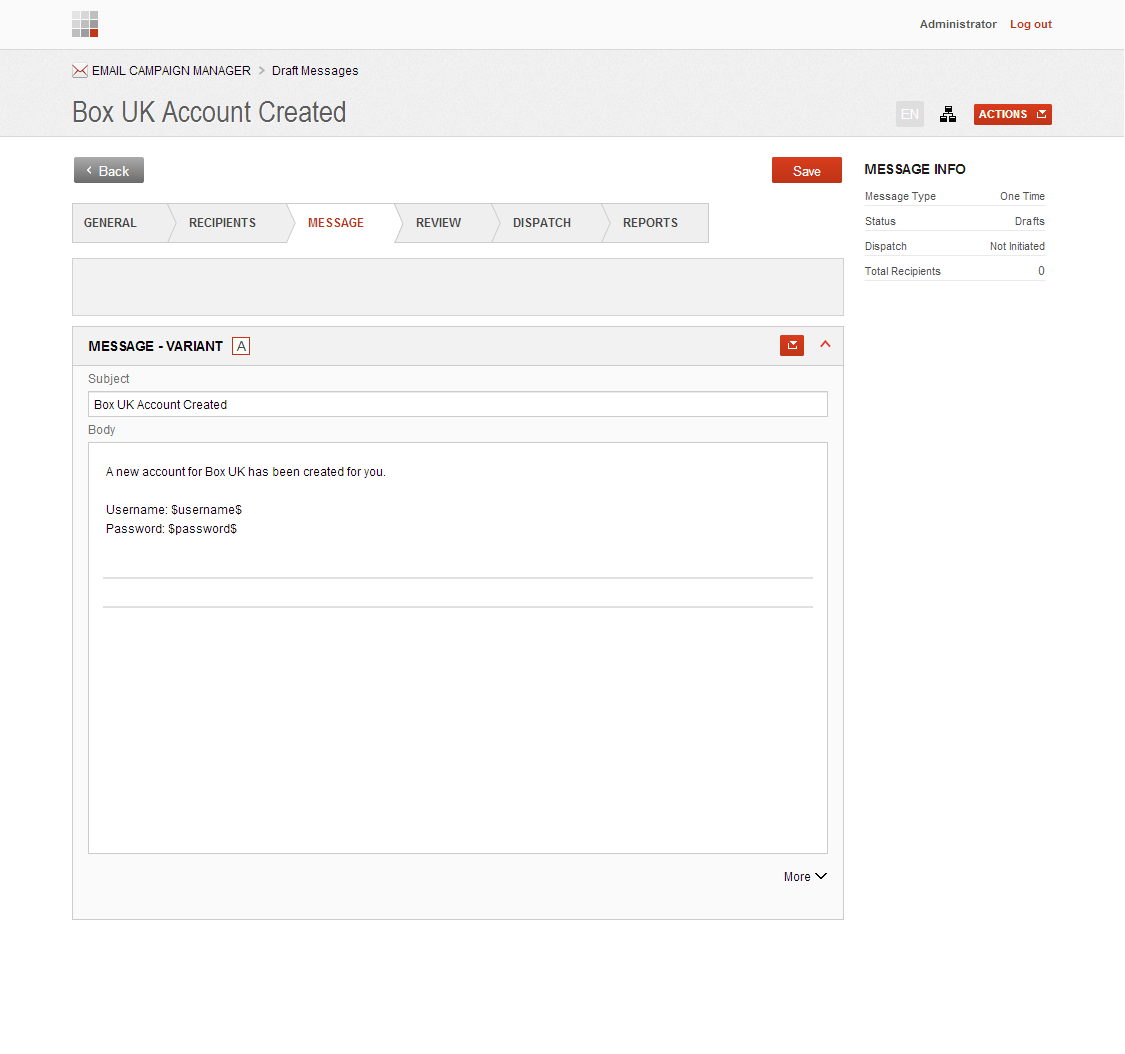 Administrator Log out
EMAIL CAMPAIGN MANAGER > Draft Messages
Box UK Account Created
EN ACTIONS
Back
Save
GENERAL RECIPIENTS MESSAGE REVIEW DISPATCH REPORTS
MESSAGE - VARIANT A
Subject
Box UK Account Created
Body
A new account for Box UK has been created for you.
Username: $username$
Password: $password$
More
MESSAGE INFO
Message Type One Time
Status Drafts
Dispatch Not Initiated
Total Recipients 0